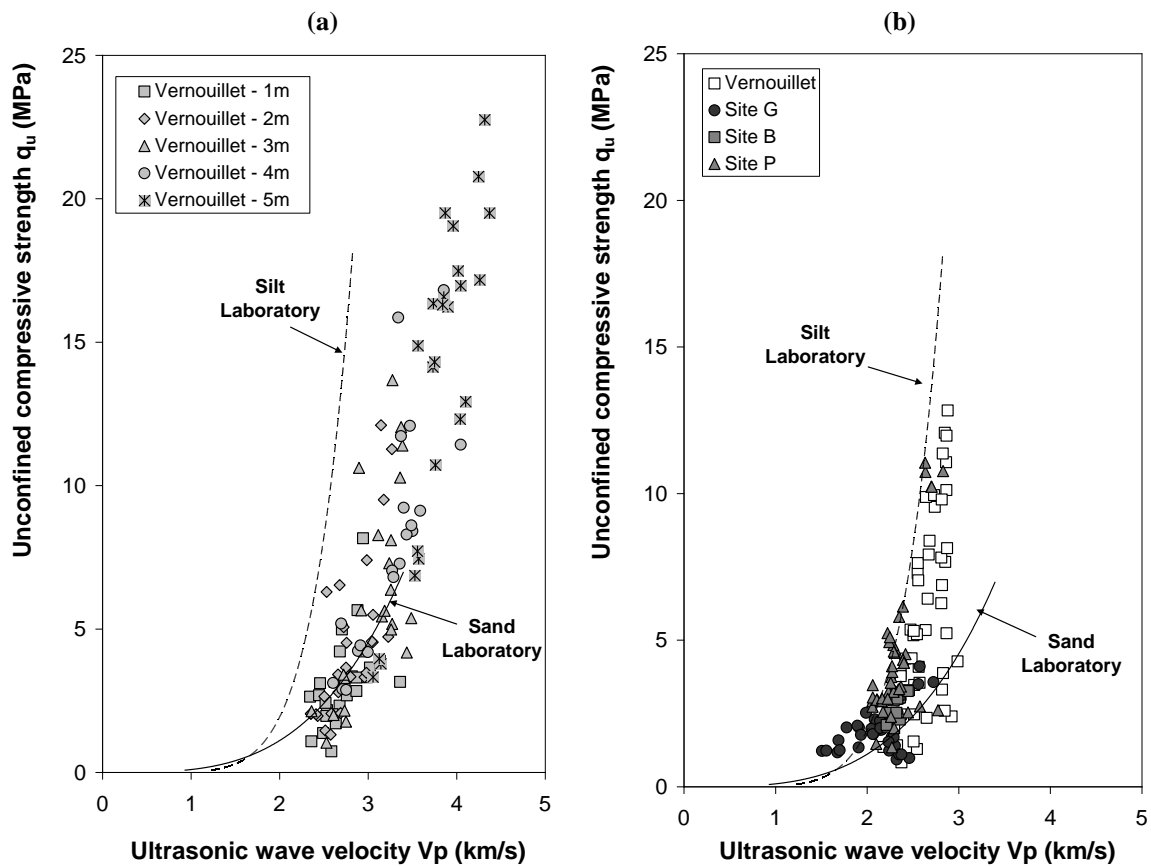 (a)
Unconfined compressive strength qu (MPa)
25
20
15
10
5
0
Vernouillet - 1m
Vernouillet - 2m
Vernouillet - 3m
Vernouillet - 4m
Vernouillet - 5m
Silt
Laboratory
Sand
Laboratory
0 1 2 3 4 5
Ultrasonic wave velocity Vp (km/s)
(b)
Unconfined compressive strength qu (MPa)
25
20
15
10
5
0
Vernouillet
Site G
Site B
Site P
Silt
Laboratory
Sand
Laboratory
0 1 2 3 4 5
Ultrasonic wave velocity Vp (km/s)